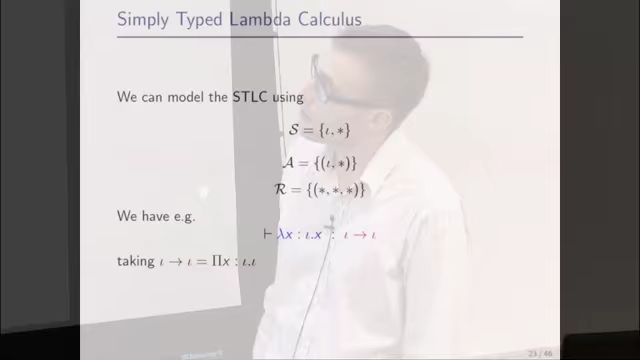 Simply Typed Lambda Calculus
We can model the STLC using
𝒮 = {ι, ∗}
𝒜 = {(ι, ∗)}
ℛ = {(∗, ∗, ∗)}
We have e.g.
⊢ λx : ι.x : ι → ι
taking ι → ι = Πx : ι.ι
23 / 46